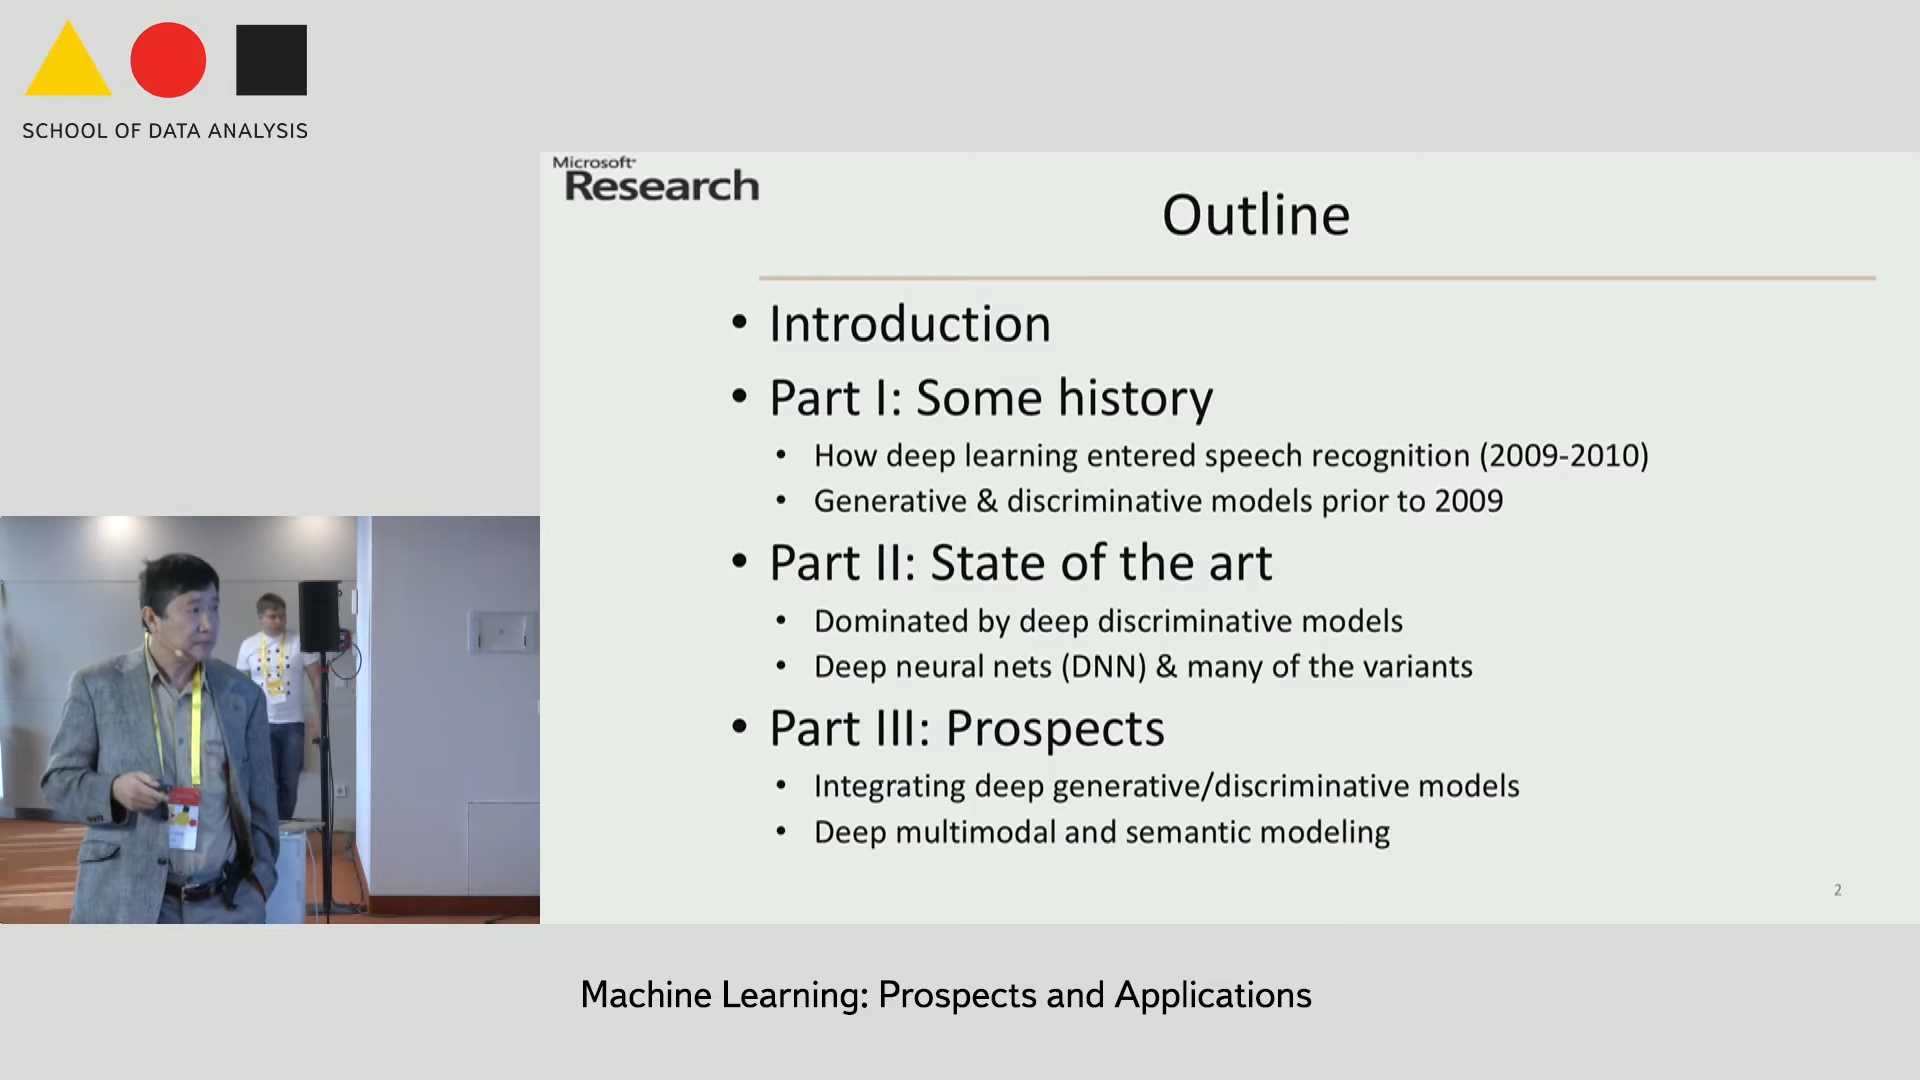 SCHOOL OF DATA ANALYSIS
Microsoft
Research
Outline
• Introduction
• Part I: Some history
• How deep learning entered speech recognition (2009-2010)
• Generative & discriminative models prior to 2009
• Part II: State of the art
• Dominated by deep discriminative models
• Deep neural nets (DNN) & many of the variants
• Part III: Prospects
• Integrating deep generative/discriminative models
• Deep multimodal and semantic modeling
2
Machine Learning: Prospects and Applications